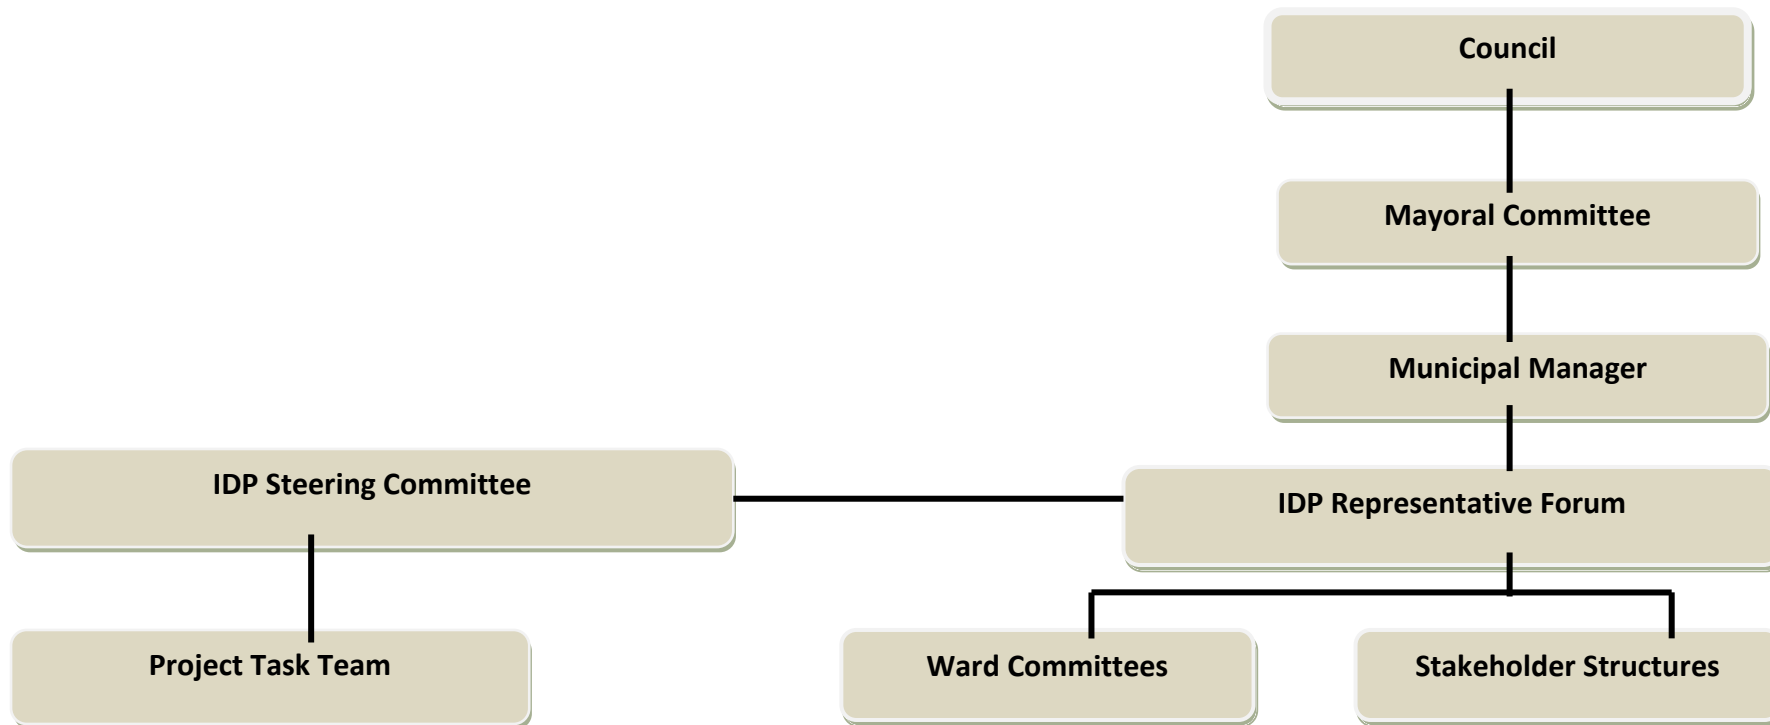 Council
Mayoral Committee
Municipal Manager
IDP Steering Committee
IDP Representative Forum
Project Task Team
Ward Committees
Stakeholder Structures